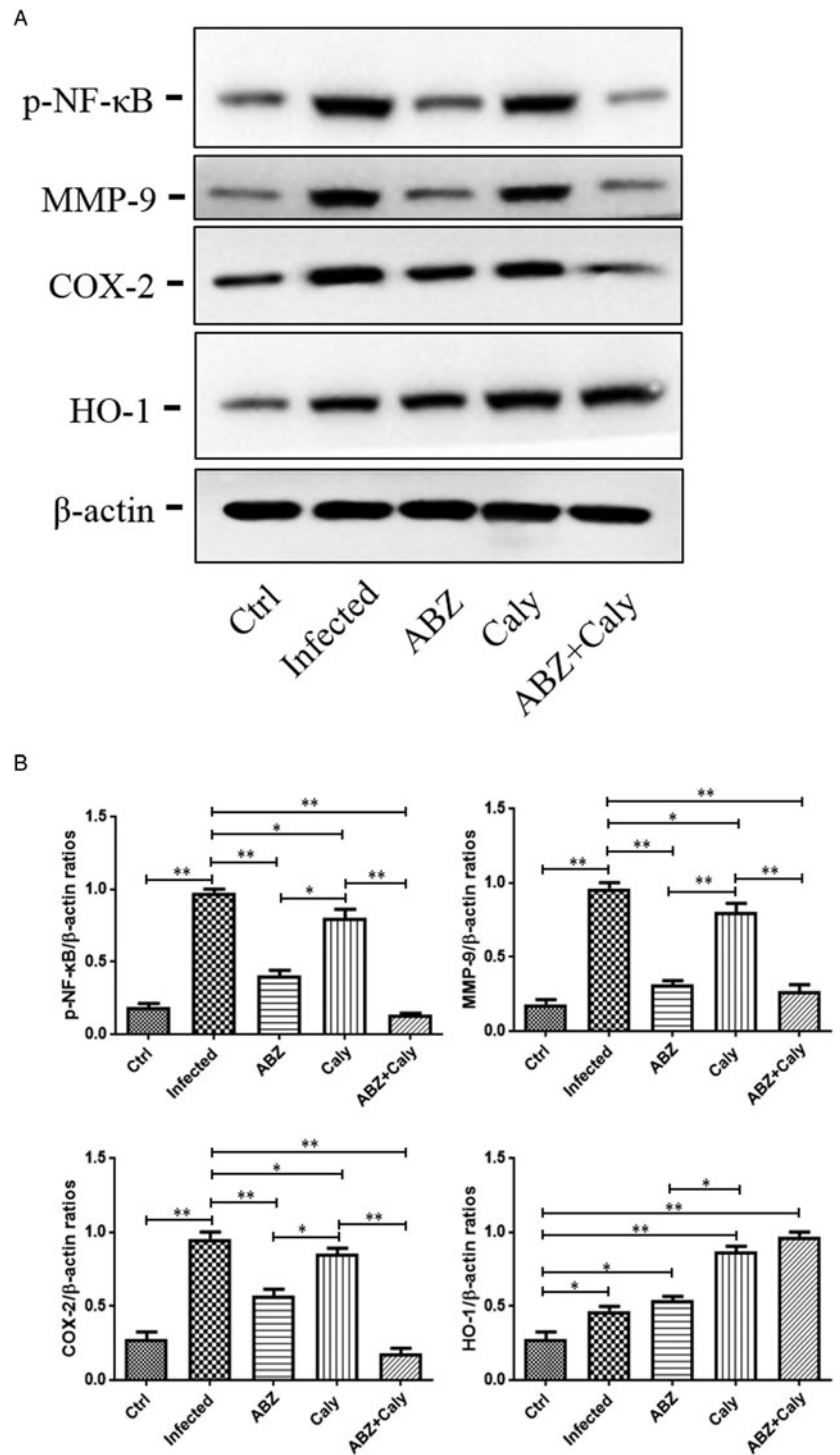 A
p-NF-κB
MMP-9
COX-2
HO-1
β-actin
Ctrl
Infected
ABZ
Caly
ABZ+Caly
B
p-NF-κB/β-actin ratios
1.5
1.0
0.5
0.0
**
*
**
**
*
**
Ctrl
Infected
ABZ
Caly
ABZ+Caly
MMP-9/β-actin ratios
1.5
1.0
0.5
0.0
**
*
**
**
**
**
Ctrl
Infected
ABZ
Caly
ABZ+Caly
COX-2/β-actin ratios
1.5
1.0
0.5
0.0
**
*
**
**
*
**
Ctrl
Infected
ABZ
Caly
ABZ+Caly
HO-1/β-actin ratios
1.5
1.0
0.5
0.0
*
**
**
*
*
Ctrl
Infected
ABZ
Caly
ABZ+Caly